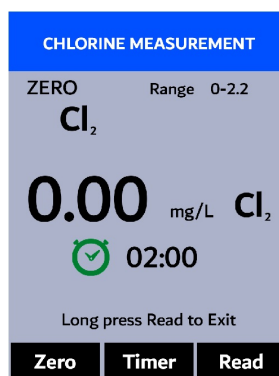 CHLORINE MEASUREMENT
ZERO Range 0-2.2
Cl₂
0.00 mg/L Cl₂
02:00
Long press Read to Exit
Zero Timer Read